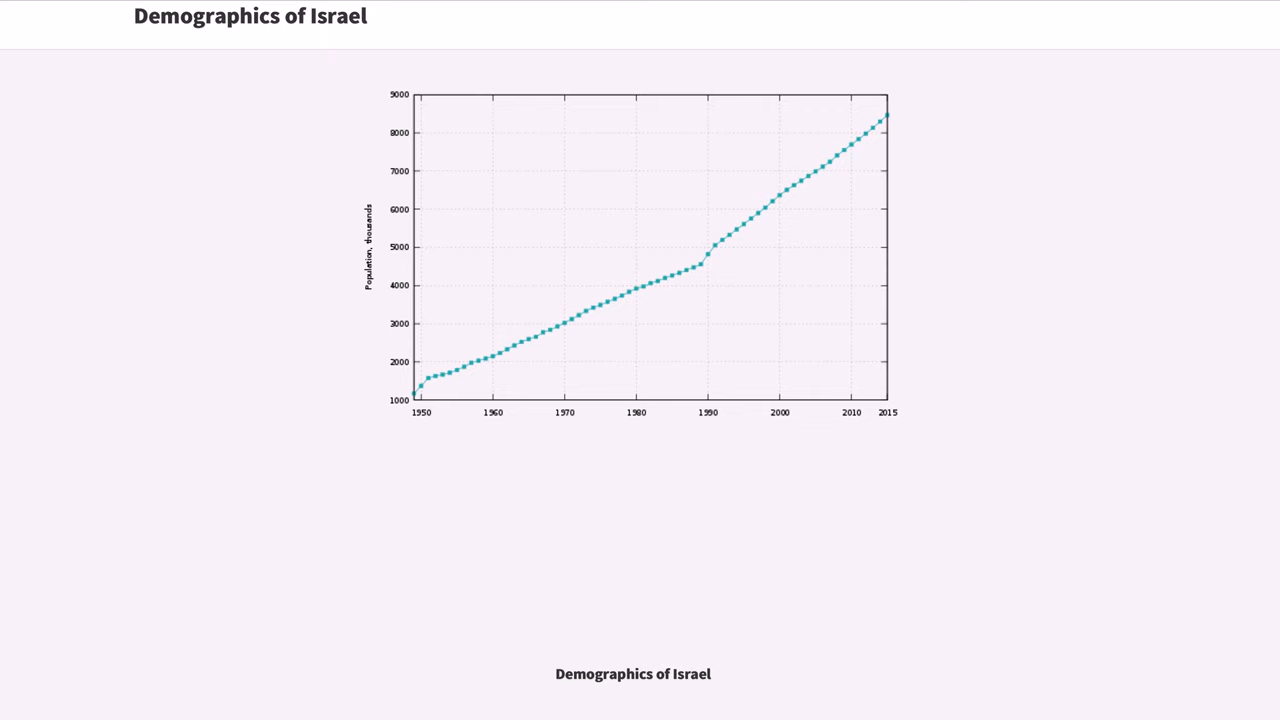 Demographics of Israel
9000
8000
7000
6000
5000
4000
3000
2000
1000
Population, thousands
1950 1960 1970 1980 1990 2000 2010 2015
Demographics of Israel